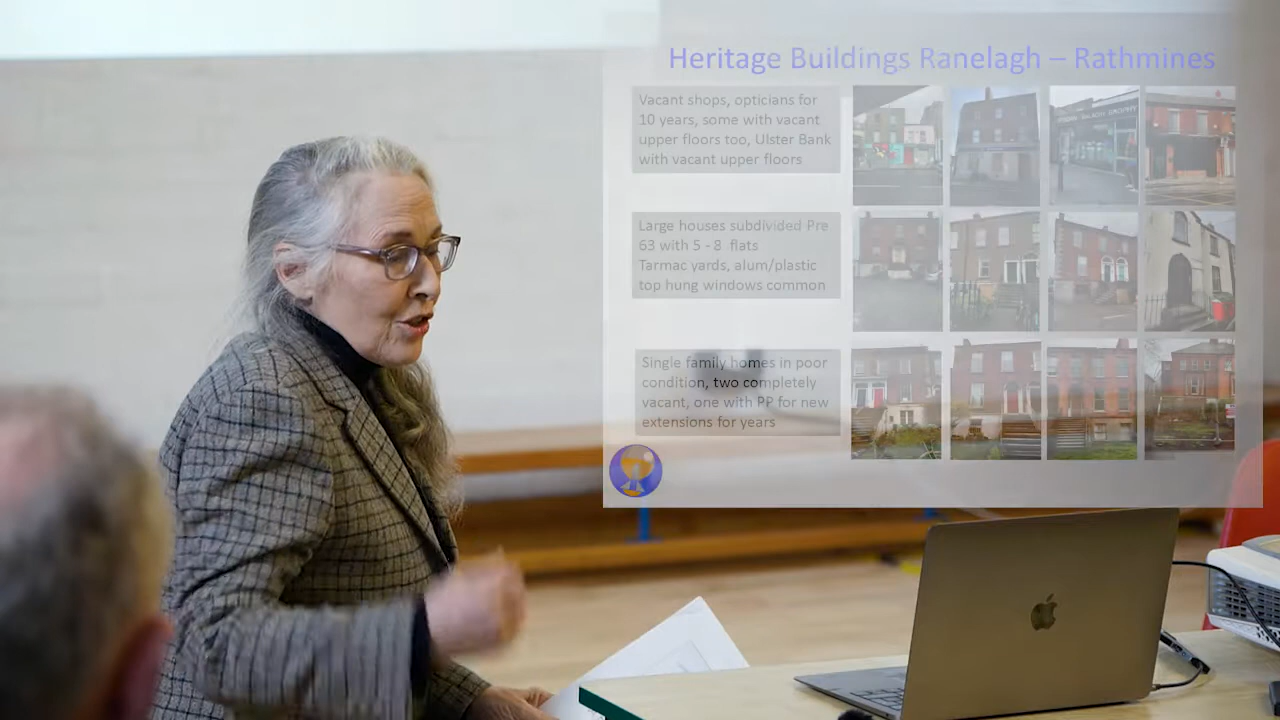 Heritage Buildings Ranelagh – Rathmines
Vacant shops, opticians for
10 years, some with vacant
upper floors too, Ulster Bank
with vacant upper floors
Large houses subdivided Pre
63 with 5 - 8 flats
Tarmac yards, alum/plastic
top hung windows common
Single family homes in poor
condition, two completely
vacant, one with PP for new
extensions for years